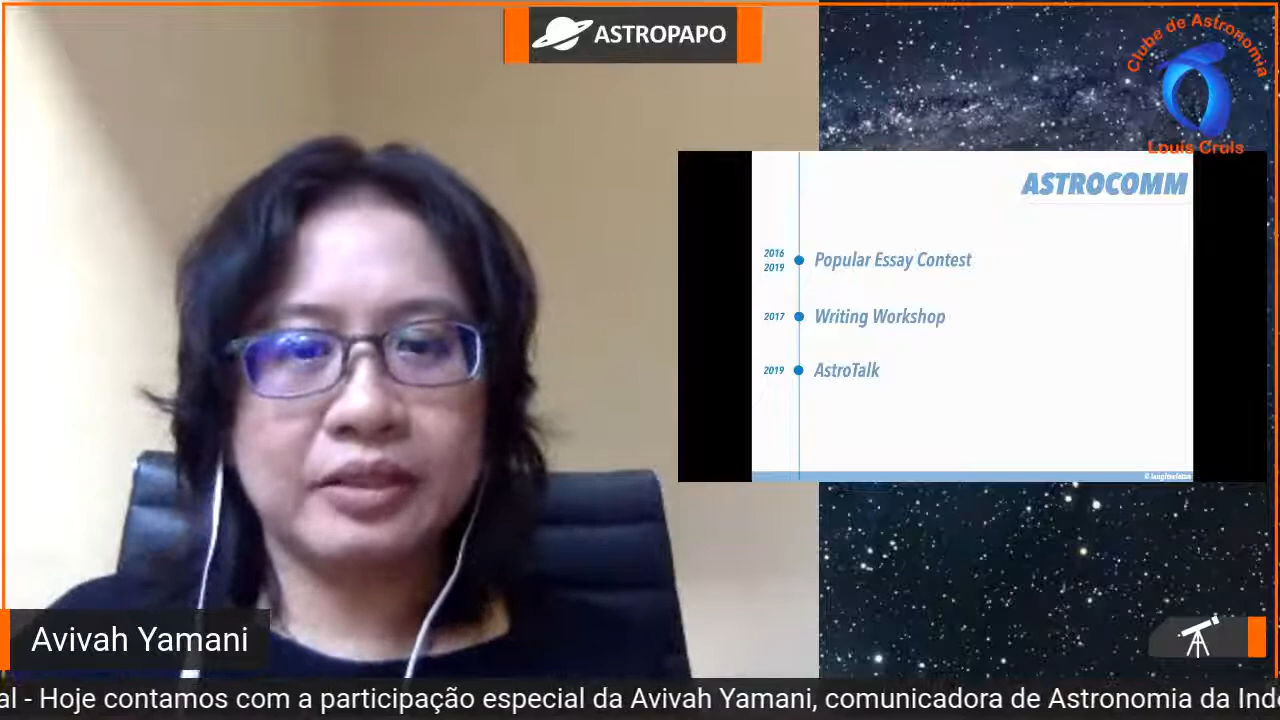 ASTROPAPO
Clube de Astronomia
Louis Cruls
ASTROCOMM
2016
2019
Popular Essay Contest
2017
Writing Workshop
2019
AstroTalk
Avivah Yamani
al - Hoje contamos com a participação especial da Avivah Yamani, comunicadora de Astronomia da Ind